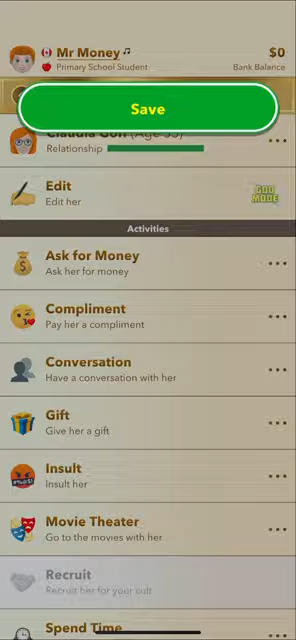 Mr Money
$0
Primary School Student
Bank Balance
Save
Relationship
Edit
Edit her
GOD
MODE
Activities
Ask for Money
Ask her for money
Compliment
Pay her a compliment
Conversation
Have a conversation with her
Gift
Give her a gift
Insult
Insult her
Movie Theater
Go to the movies with her
Recruit
Recruit her for your cult
Spend Time